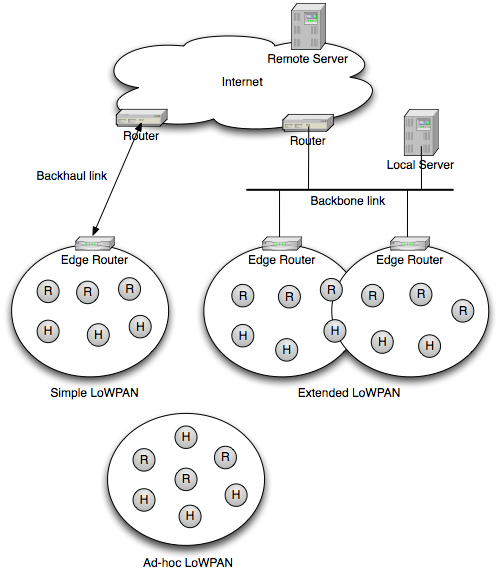 Remote Server
Internet
Router
Router
Local Server
Backhaul link
Backbone link
Edge Router
Edge Router
Edge Router
R R R
H H H
R R R
H H H
R R R
H H H
Simple LoWPAN
Extended LoWPAN
H
R R
R
H H
H
Ad-hoc LoWPAN